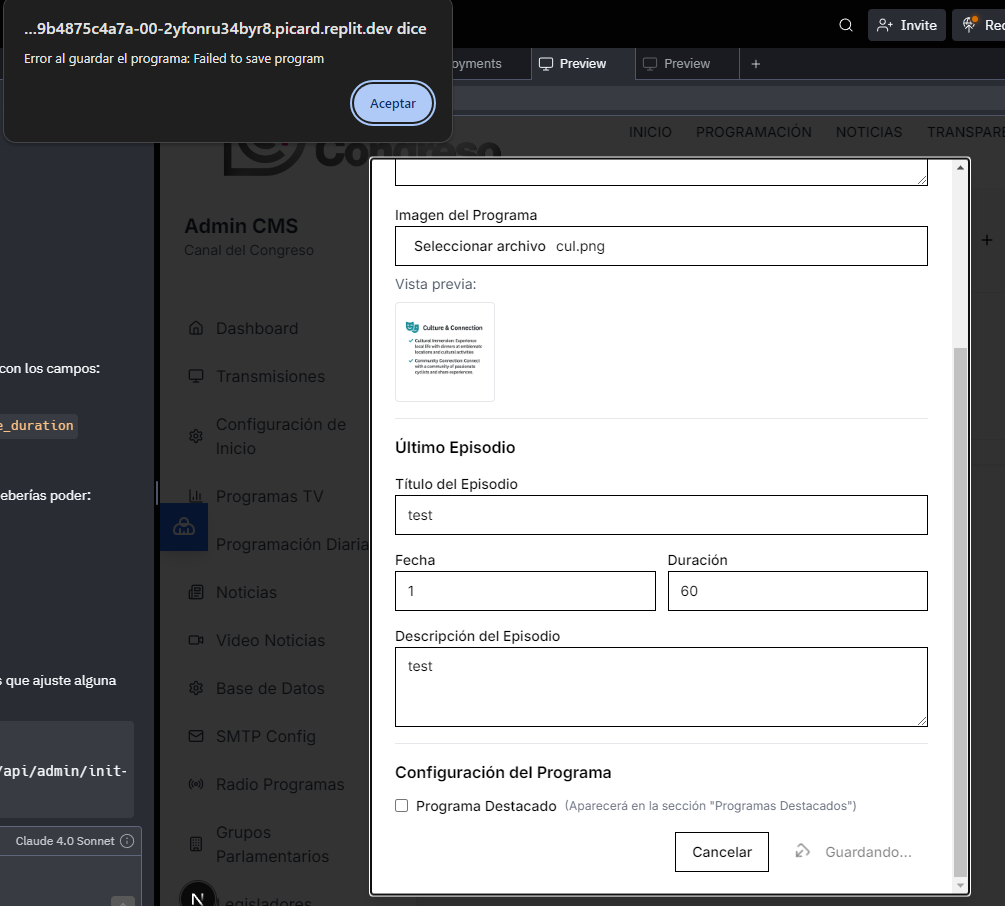 ...9b4875c4a7a-00-2yfonru34byr8.picard.replit.dev dice
Error al guardar el programa: Failed to save program
Aceptar
Invite
Rec
oyments
Preview
Preview
INICIO PROGRAMACIÓN NOTICIAS TRANSPARE
Congreso
Admin CMS
Canal del Congreso
Dashboard
Transmisiones
Configuración de
Inicio
Programas TV
Programación Diaria
Noticias
Video Noticias
Base de Datos
SMTP Config
Radio Programas
Grupos
Parlamentarios
Legisladores
N
con los campos:
e_duration
eberías poder:
s que ajuste alguna
/api/admin/init-
Claude 4.0 Sonnet
Imagen del Programa
Seleccionar archivo cul.png
Vista previa:
Culture & Connection
Cultural Immersion: Experience
local life with dinners at emblematic
locations and cultural activities
Community Connection: Connect
with a community of passionate
cyclists and share experiences.
Último Episodio
Título del Episodio
test
Fecha Duración
1 60
Descripción del Episodio
test
Configuración del Programa
Programa Destacado (Aparecerá en la sección "Programas Destacados")
Cancelar Guardando...